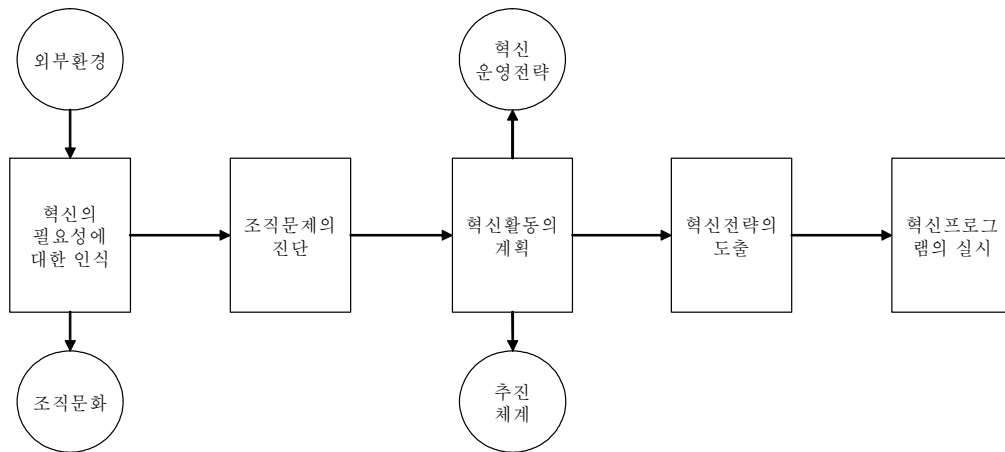 외부환경
혁신
운영전략
혁신의
필요성에
대한 인식
조직문제의
진단
혁신활동의
계획
혁신전략의
도출
혁신프로그
램의 실시
조직문화
추진
체계